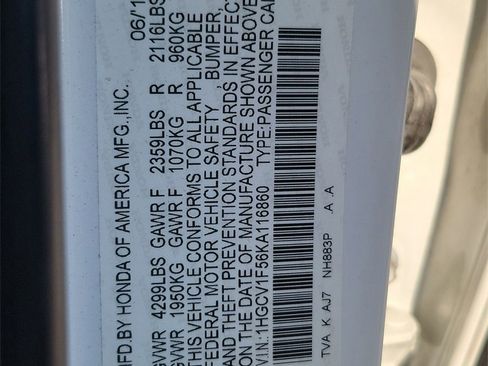 MFD.BY HONDA OF AMERICA MFG.,INC. 06/1
GVWR 4299LBS GAWR F 2359LBS R 2116LBS
GVWR 1950KG GAWR F 1070KG R 960KG
THIS VEHICLE CONFORMS TO ALL APPLICABLE
FEDERAL MOTOR VEHICLE SAFETY BUMPER,
AND THEFT PREVENTION STANDARDS IN EFFECT
ON THE DATE OF MANUFACTURE SHOWN ABOVE
V.I.N.:1HGCV1F56KA116860 TYPE:PASSENGER CAR
TVA K AJ7 NH883P A A